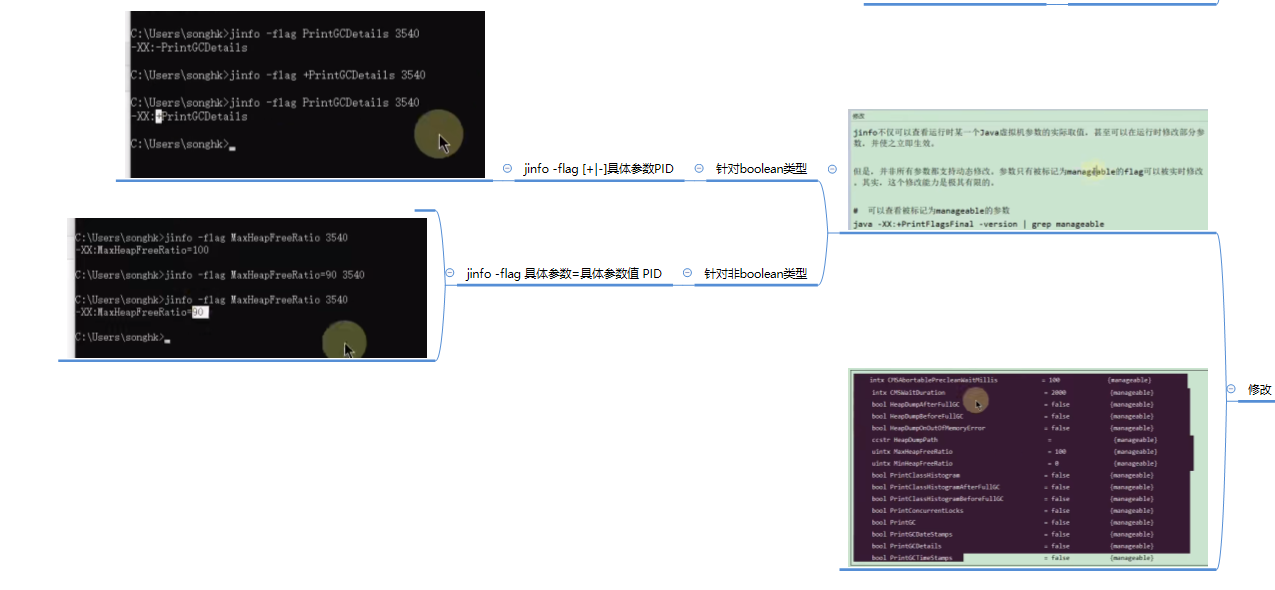 C:\Users\songhk>jinfo -flag PrintGCDetails 3540
-XX:-PrintGCDetails
C:\Users\songhk>jinfo -flag +PrintGCDetails 3540
C:\Users\songhk>jinfo -flag PrintGCDetails 3540
-XX:+PrintGCDetails
C:\Users\songhk>
jinfo -flag [+|-]具体参数PID
针对boolean类型
修改
jinfo不仅可以查看运行时某一个Java虚拟机参数的实际取值，甚至可以在运行时修改部分参
数，并使之立即生效。
但是，并非所有参数都支持动态修改。参数只有被标记为manageable的flag可以被实时修改
。其实，这个修改能力是极其有限的。
# 可以查看被标记为manageable的参数
java -XX:+PrintFlagsFinal -version | grep manageable
C:\Users\songhk>jinfo -flag MaxHeapFreeRatio 3540
-XX:MaxHeapFreeRatio=100
C:\Users\songhk>jinfo -flag MaxHeapFreeRatio=90 3540
C:\Users\songhk>jinfo -flag MaxHeapFreeRatio 3540
-XX:MaxHeapFreeRatio=90
C:\Users\songhk>
jinfo -flag 具体参数=具体参数值 PID
针对非boolean类型
intx CMSAbortablePrecleanWaitMillis = 100 {manageable}
intx CMSWaitDuration = 2000 {manageable}
bool HeapDumpAfterFullGC = false {manageable}
bool HeapDumpBeforeFullGC = false {manageable}
bool HeapDumpOnOutOfMemoryError = false {manageable}
ccstr HeapDumpPath = {manageable}
uintx MaxHeapFreeRatio = 100 {manageable}
uintx MinHeapFreeRatio = 0 {manageable}
bool PrintClassHistogram = false {manageable}
bool PrintClassHistogramAfterFullGC = false {manageable}
bool PrintClassHistogramBeforeFullGC = false {manageable}
bool PrintConcurrentLocks = false {manageable}
bool PrintGC = false {manageable}
bool PrintGCDateStamps = false {manageable}
bool PrintGCDetails = false {manageable}
bool PrintGCTimeStamps = false {manageable}
修改